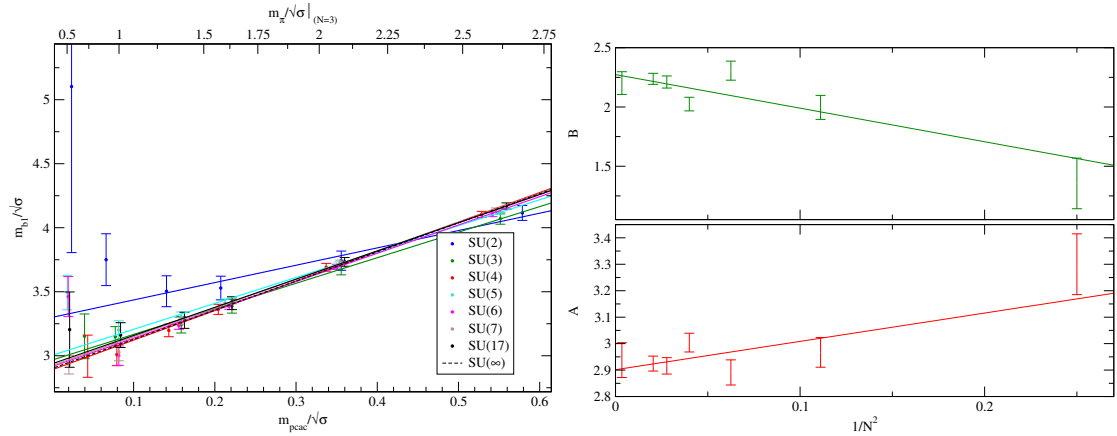 m_π/√σ|_(N=3)
0.5 1 1.5 1.75 2 2.25 2.5 2.75
5
4.5
4
3.5
3
m_b1/√σ
SU(2)
SU(3)
SU(4)
SU(5)
SU(6)
SU(7)
SU(17)
SU(∞)
0.1 0.2 0.3 0.4 0.5 0.6
m_pcac/√σ
2.5
2
1.5
B
3.4
3.3
3.2
3.1
3
2.9
2.8
A
0 0.1 0.2
1/N²